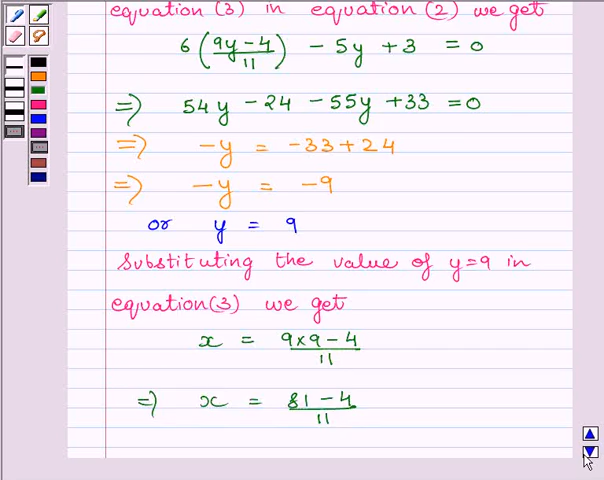 equation (3) in equation (2) we get
6 ( (9y − 4)/11 ) − 5y + 3 = 0
⇒ 54y − 24 − 55y + 33 = 0
⇒ −y = −33 + 24
⇒ −y = −9
or y = 9
Substituting the value of y=9 in
equation (3) we get
x = (9×9 − 4)/11
⇒ x = (81 − 4)/11